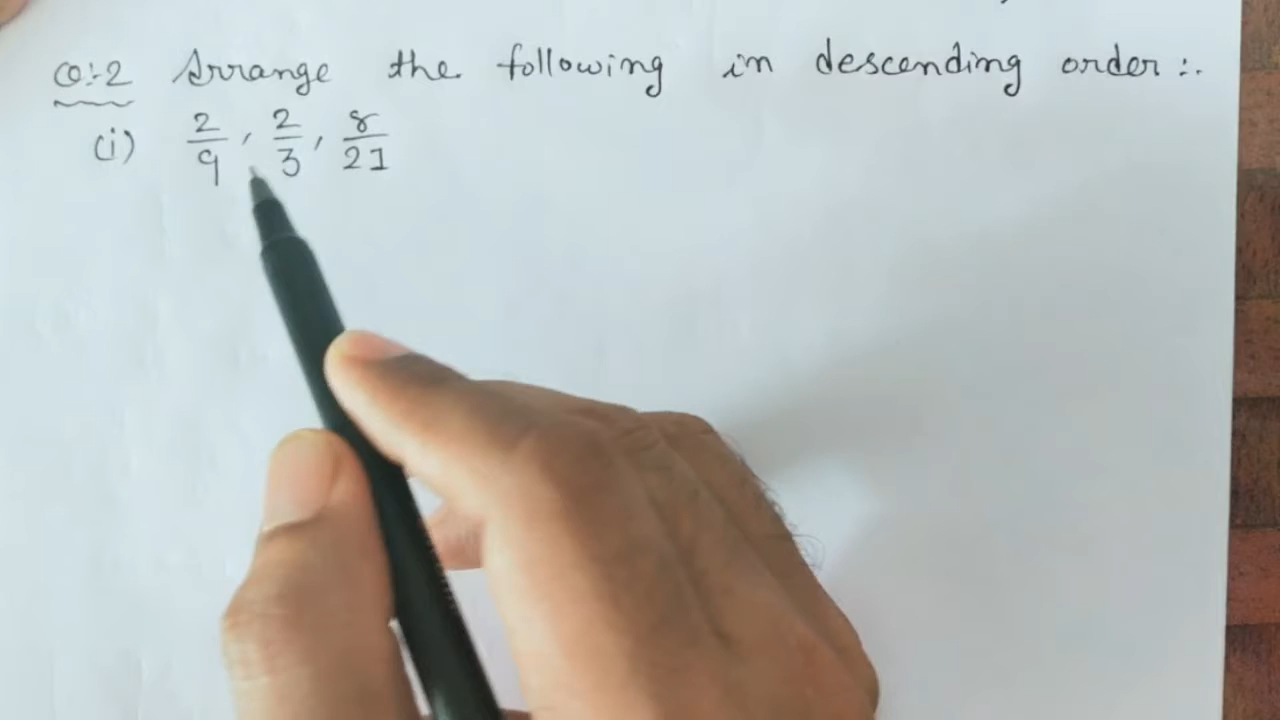 Q:-2 Arrange the following in descending order :.
(i) 2/9, 2/3, 8/21